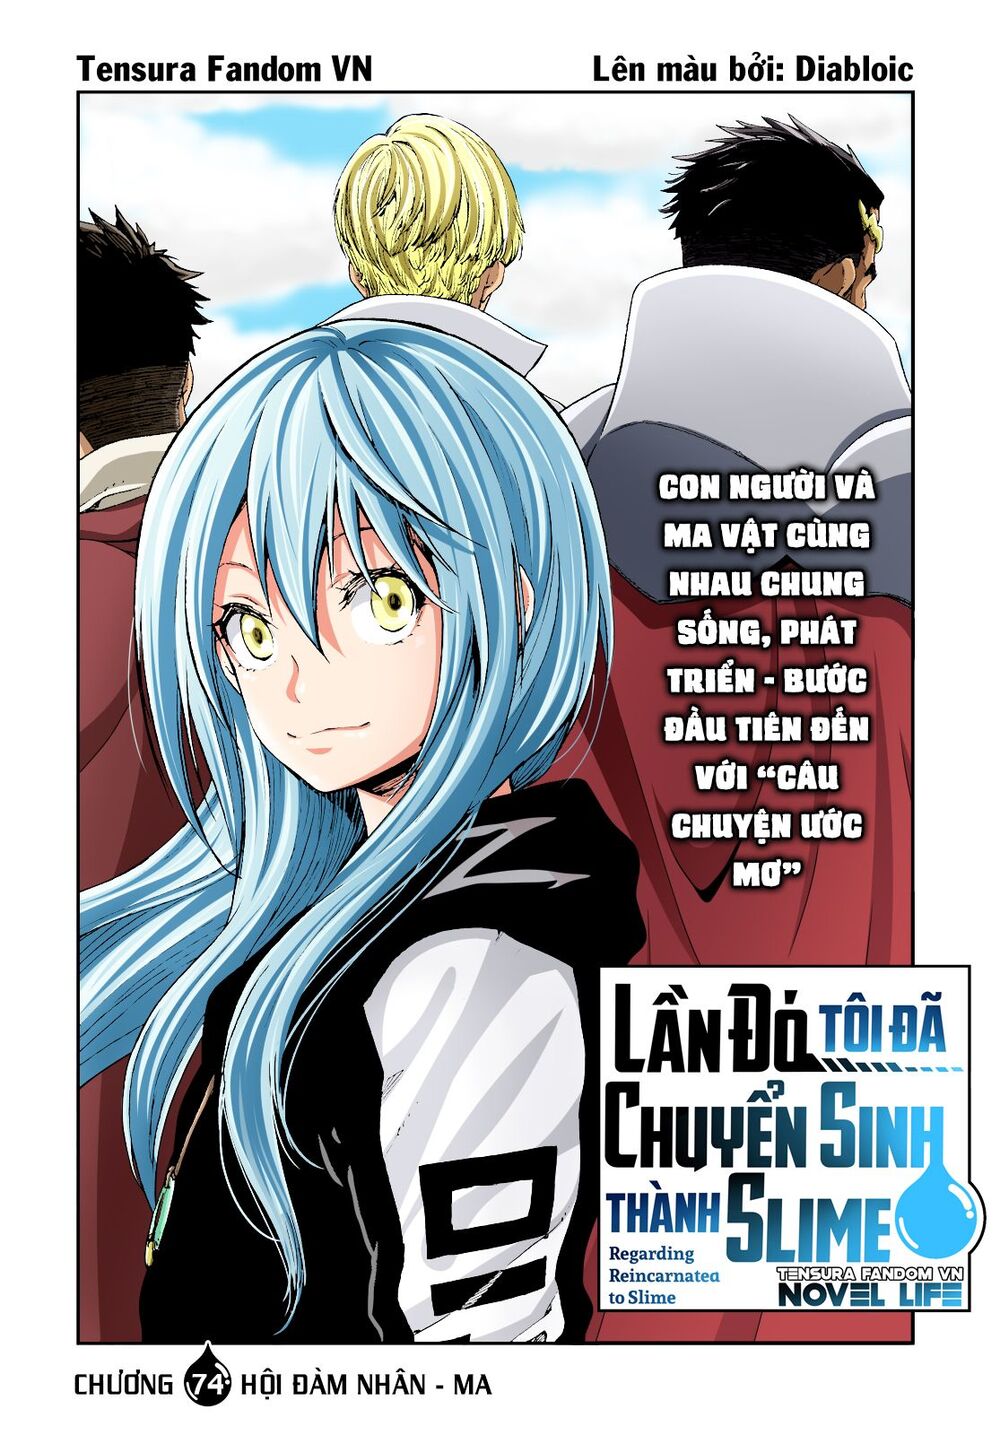 Tensura Fandom VN
Lên màu bởi: Diabloic
CON NGƯỜI VÀ
MA VẬT CÙNG
NHAU CHUNG
SỐNG, PHÁT
TRIỂN - BƯỚC
ĐẦU TIÊN ĐẾN
VỚI “CÂU
CHUYỆN ƯỚC
MƠ”
LẦN ĐÓ TÔI ĐÃ
CHUYỂN SINH
THÀNH SLIME
Regarding
Reincarnated
to Slime
TENSURA FANDOM VN
NOVEL LIFE
CHƯƠNG 74 HỘI ĐÀM NHÂN - MA